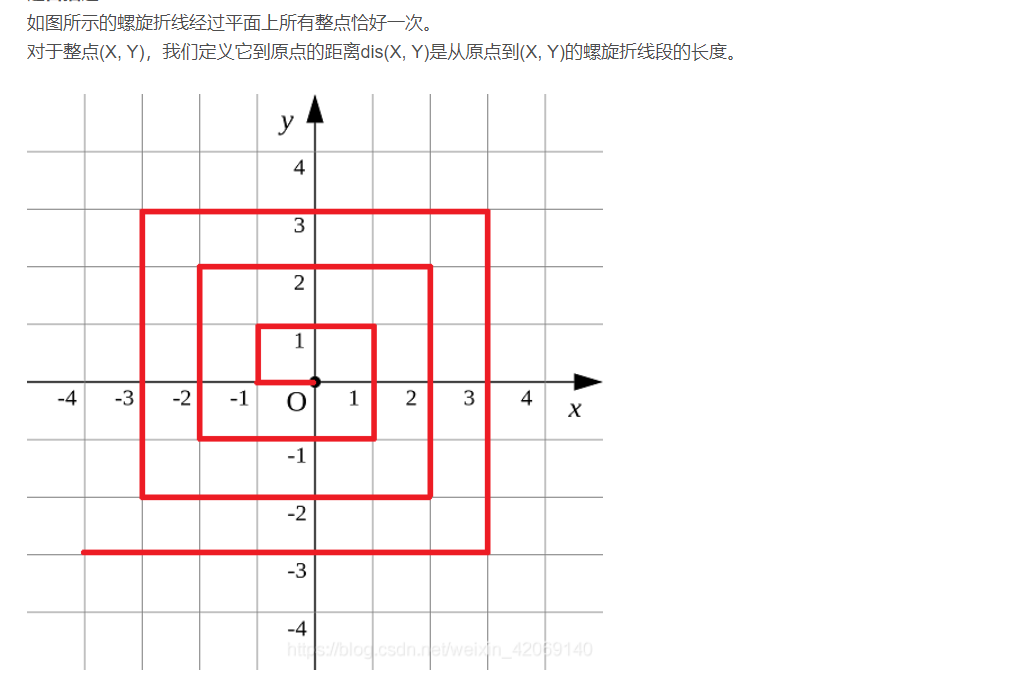 如图所示的螺旋折线经过平面上所有整点恰好一次。
对于整点(X, Y)，我们定义它到原点的距离dis(X, Y)是从原点到(X, Y)的螺旋折线段的长度。
y
4
3
2
1
-4 -3 -2 -1 O 1 2 3 4
x
-1
-2
-3
-4
https://blog.csdn.net/weixin_42069140